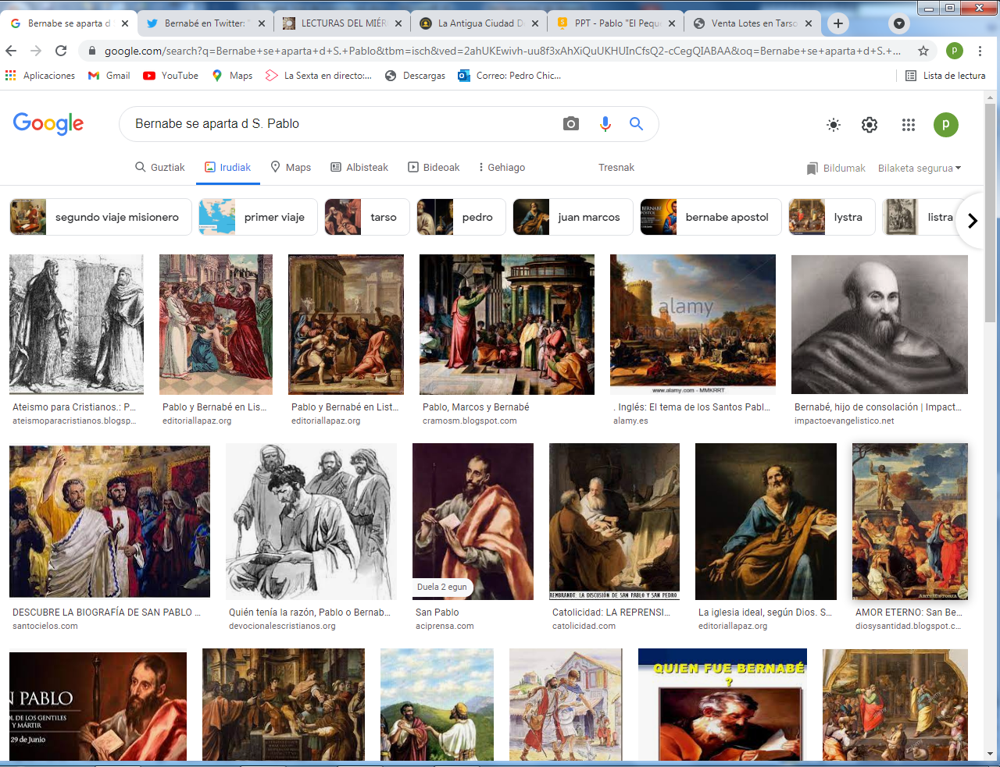 Bernabe se aparta d S
Bernabé en Twitter: "
LECTURAS DEL MIÉR
La Antigua Ciudad D
PPT - Pablo "El Pequ
Venta Lotes en Tarso
google.com/search?q=Bernabe+se+aparta+d+S.+Pablo&tbm=isch&ved=2ahUKEwivh-uu8f3xAhXiQuUKHUInCfsQ2-cCegQIABAA&oq=Bernabe+se+aparta+d+S.+...
P
Aplicaciones
Gmail
YouTube
Maps
La Sexta en directo:...
Descargas
Correo: Pedro Chic...
Lista de lectura
Google
Bernabe se aparta d S. Pablo
p
Guztiak
Irudiak
Maps
Albisteak
Bideoak
Gehiago
Tresnak
Bildumak
Bilaketa segurua
segundo viaje misionero
primer viaje
tarso
pedro
juan marcos
bernabe apostol
lystra
listra
alamy
stock photo
www.alamy.com - MMKRRT
Ateismo para Cristianos.: P...
ateismoparacristianos.blogsp...
Pablo y Bernabé en Lis...
editoriallapaz.org
Pablo y Bernabé en List...
editoriallapaz.org
Pablo, Marcos y Bernabé
cramosm.blogspot.com
. Inglés: El tema de los Santos Pabl...
alamy.es
Bernabé, hijo de consolación | Impact...
impactoevangelistico.net
Duela 2 egun
REMBRANDT. LA DISCUSIÓN DE SAN PABLO Y SAN PEDRO
ARTEHISTORIA
DESCUBRE LA BIOGRAFÍA DE SAN PABLO ...
santocielos.com
Quién tenía la razón, Pablo o Bernab...
devocionalescristianos.org
San Pablo
aciprensa.com
Catolicidad: LA REPRENSI...
catolicidad.com
La iglesia ideal, según Dios. S...
editoriallapaz.org
AMOR ETERNO: San Be...
diosysantidad.blogspot.c...
N PABLO
OL DE LOS GENTILES
Y MÁRTIR
29 de Junio
QUIEN FUE BERNABÉ
?